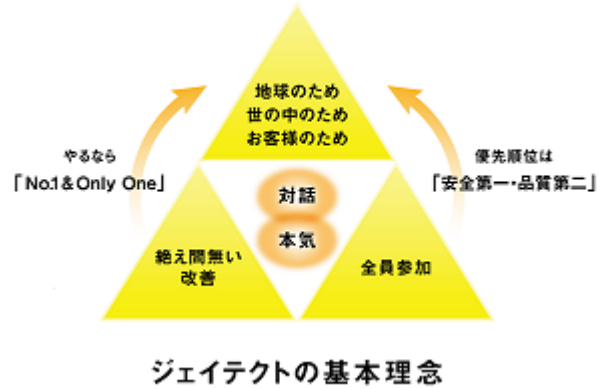 地球のため
世の中のため
お客様のため
やるなら
「No.1&Only One」
優先順位は
「安全第一・品質第二」
対話
本気
絶え間無い
改善
全員参加
ジェイテクトの基本理念